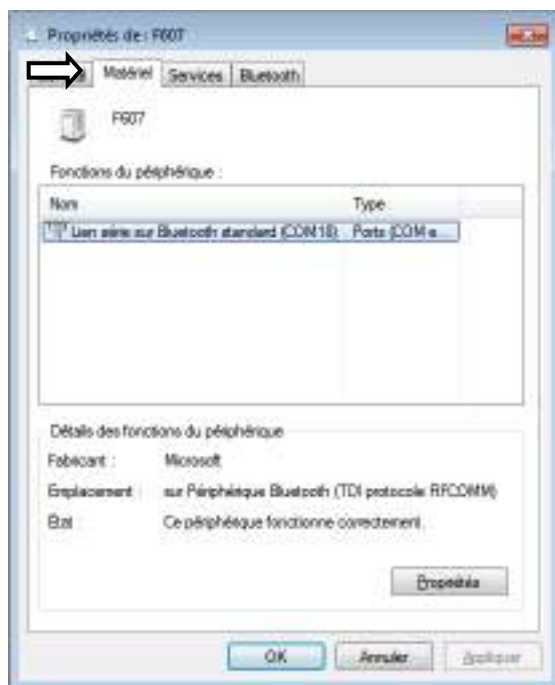 Propriétés de : F607
Matériel Services Bluetooth
F607
Fonctions du périphérique :
Nom Type
Lien série sur Bluetooth standard (COM18) Ports (COM e...
Détails des fonctions du périphérique
Fabricant : Microsoft
Emplacement : sur Périphérique Bluetooth (TDI protocole RFCOMM)
État : Ce périphérique fonctionne correctement.
Propriétés
OK Annuler Appliquer